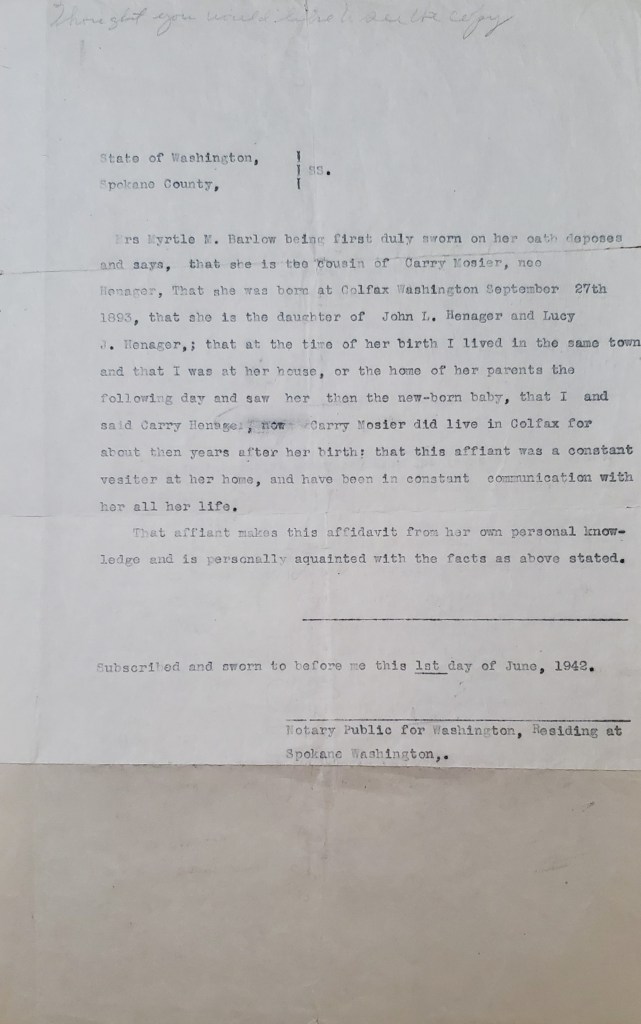 Thought you would like a copy
State of Washington, !
! ss.
Spokane County, !
Mrs Myrtle M. Barlow being first duly sworn on her oath deposes
and says, that she is the cousin of Carry Mosier, nee
Henager, That she was born at Colfax Washington September 27th
1893, that she is the daughter of John L. Henager and Lucy
J. Henager,; that at the time of her birth I lived in the same town
and that I was at her house, or the home of her parents the
following day and saw her then the new-born baby, that I and
said Carry Henager, now Carry Mosier did live in Colfax for
about then years after her birth; that this affiant was a constant
vesiter at her home, and have been in constant communication with
her all her life.
That affiant makes this affidavit from her own personal know-
ledge and is personally aquainted with the facts as above stated.
Subscribed and sworn to before me this 1st day of June, 1942.
Notary Public for Washington, Residing at
Spokane Washington,.